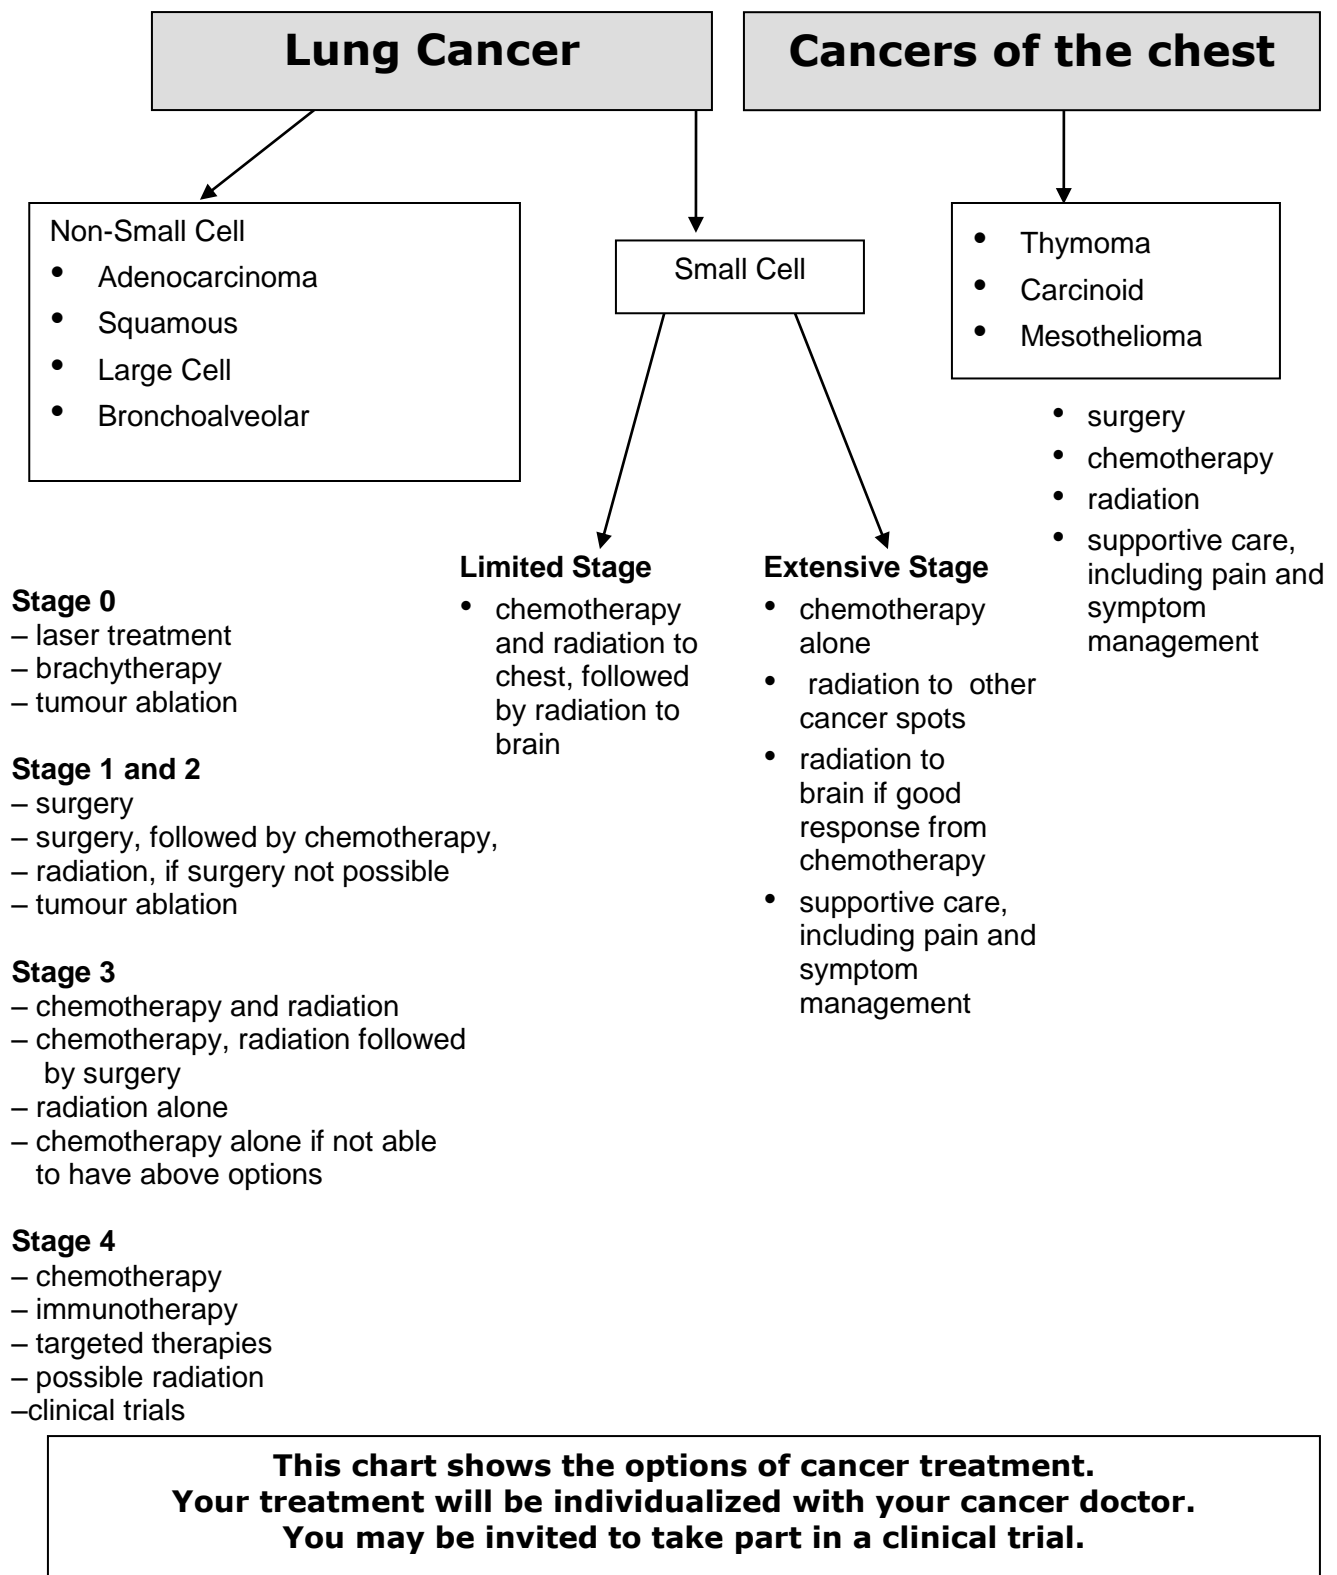 Lung Cancer
Cancers of the chest
Non-Small Cell
• Adenocarcinoma
• Squamous
• Large Cell
• Bronchoalveolar
Small Cell
• Thymoma
• Carcinoid
• Mesothelioma
• surgery
• chemotherapy
• radiation
• supportive care,
including pain and
symptom
management
Stage 0
– laser treatment
– brachytherapy
– tumour ablation
Stage 1 and 2
– surgery
– surgery, followed by chemotherapy,
– radiation, if surgery not possible
– tumour ablation
Stage 3
– chemotherapy and radiation
– chemotherapy, radiation followed
by surgery
– radiation alone
– chemotherapy alone if not able
to have above options
Stage 4
– chemotherapy
– immunotherapy
– targeted therapies
– possible radiation
–clinical trials
Limited Stage
• chemotherapy
and radiation to
chest, followed
by radiation to
brain
Extensive Stage
• chemotherapy
alone
• radiation to other
cancer spots
• radiation to
brain if good
response from
chemotherapy
• supportive care,
including pain and
symptom
management
This chart shows the options of cancer treatment.
Your treatment will be individualized with your cancer doctor.
You may be invited to take part in a clinical trial.